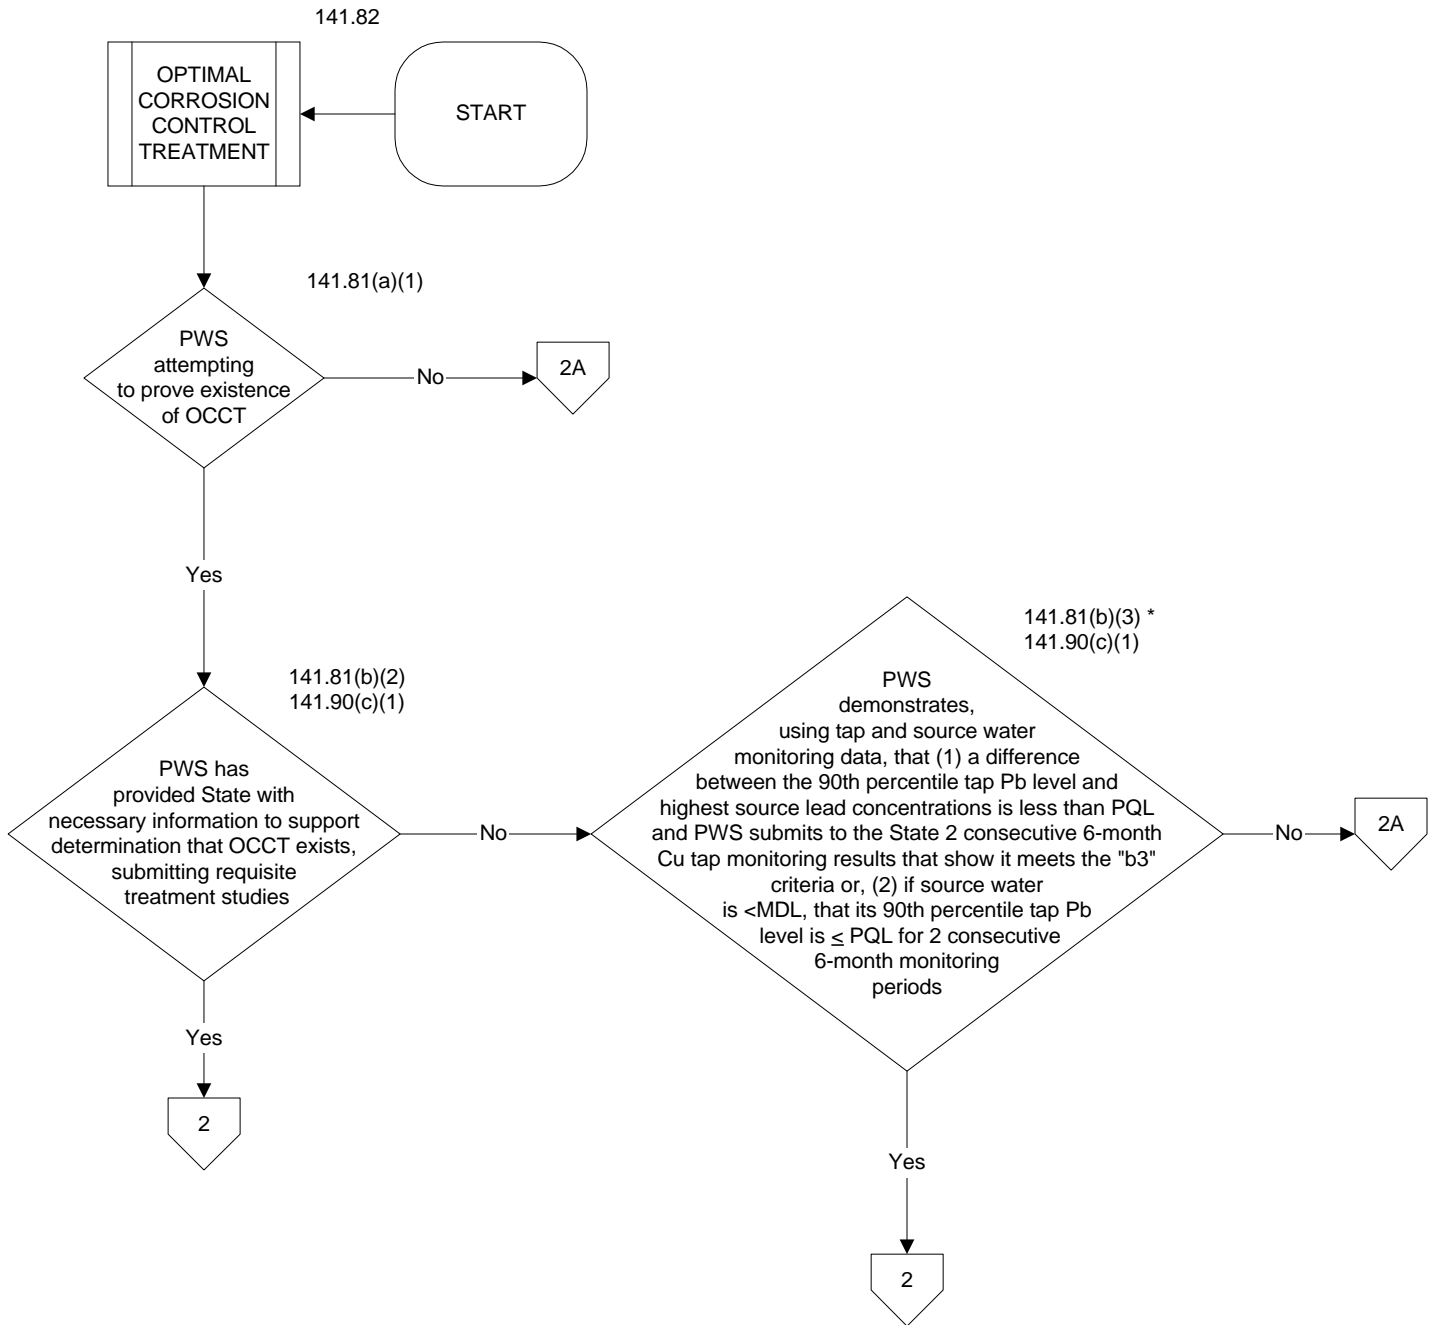 141.82
OPTIMAL
CORROSION
CONTROL
TREATMENT
START
141.81(a)(1)
PWS
attempting
to prove existence
of OCCT
No
2A
Yes
141.81(b)(2)
141.90(c)(1)
PWS has
provided State with
necessary information to support
determination that OCCT exists,
submitting requisite
treatment studies
No
Yes
2
141.81(b)(3) *
141.90(c)(1)
PWS
demonstrates,
using tap and source water
monitoring data, that (1) a difference
between the 90th percentile tap Pb level and
highest source lead concentrations is less than PQL
and PWS submits to the State 2 consecutive 6-month
Cu tap monitoring results that show it meets the "b3"
criteria or, (2) if source water
is <MDL, that its 90th percentile tap Pb
level is ≤ PQL for 2 consecutive
6-month monitoring
periods
No
2A
Yes
2